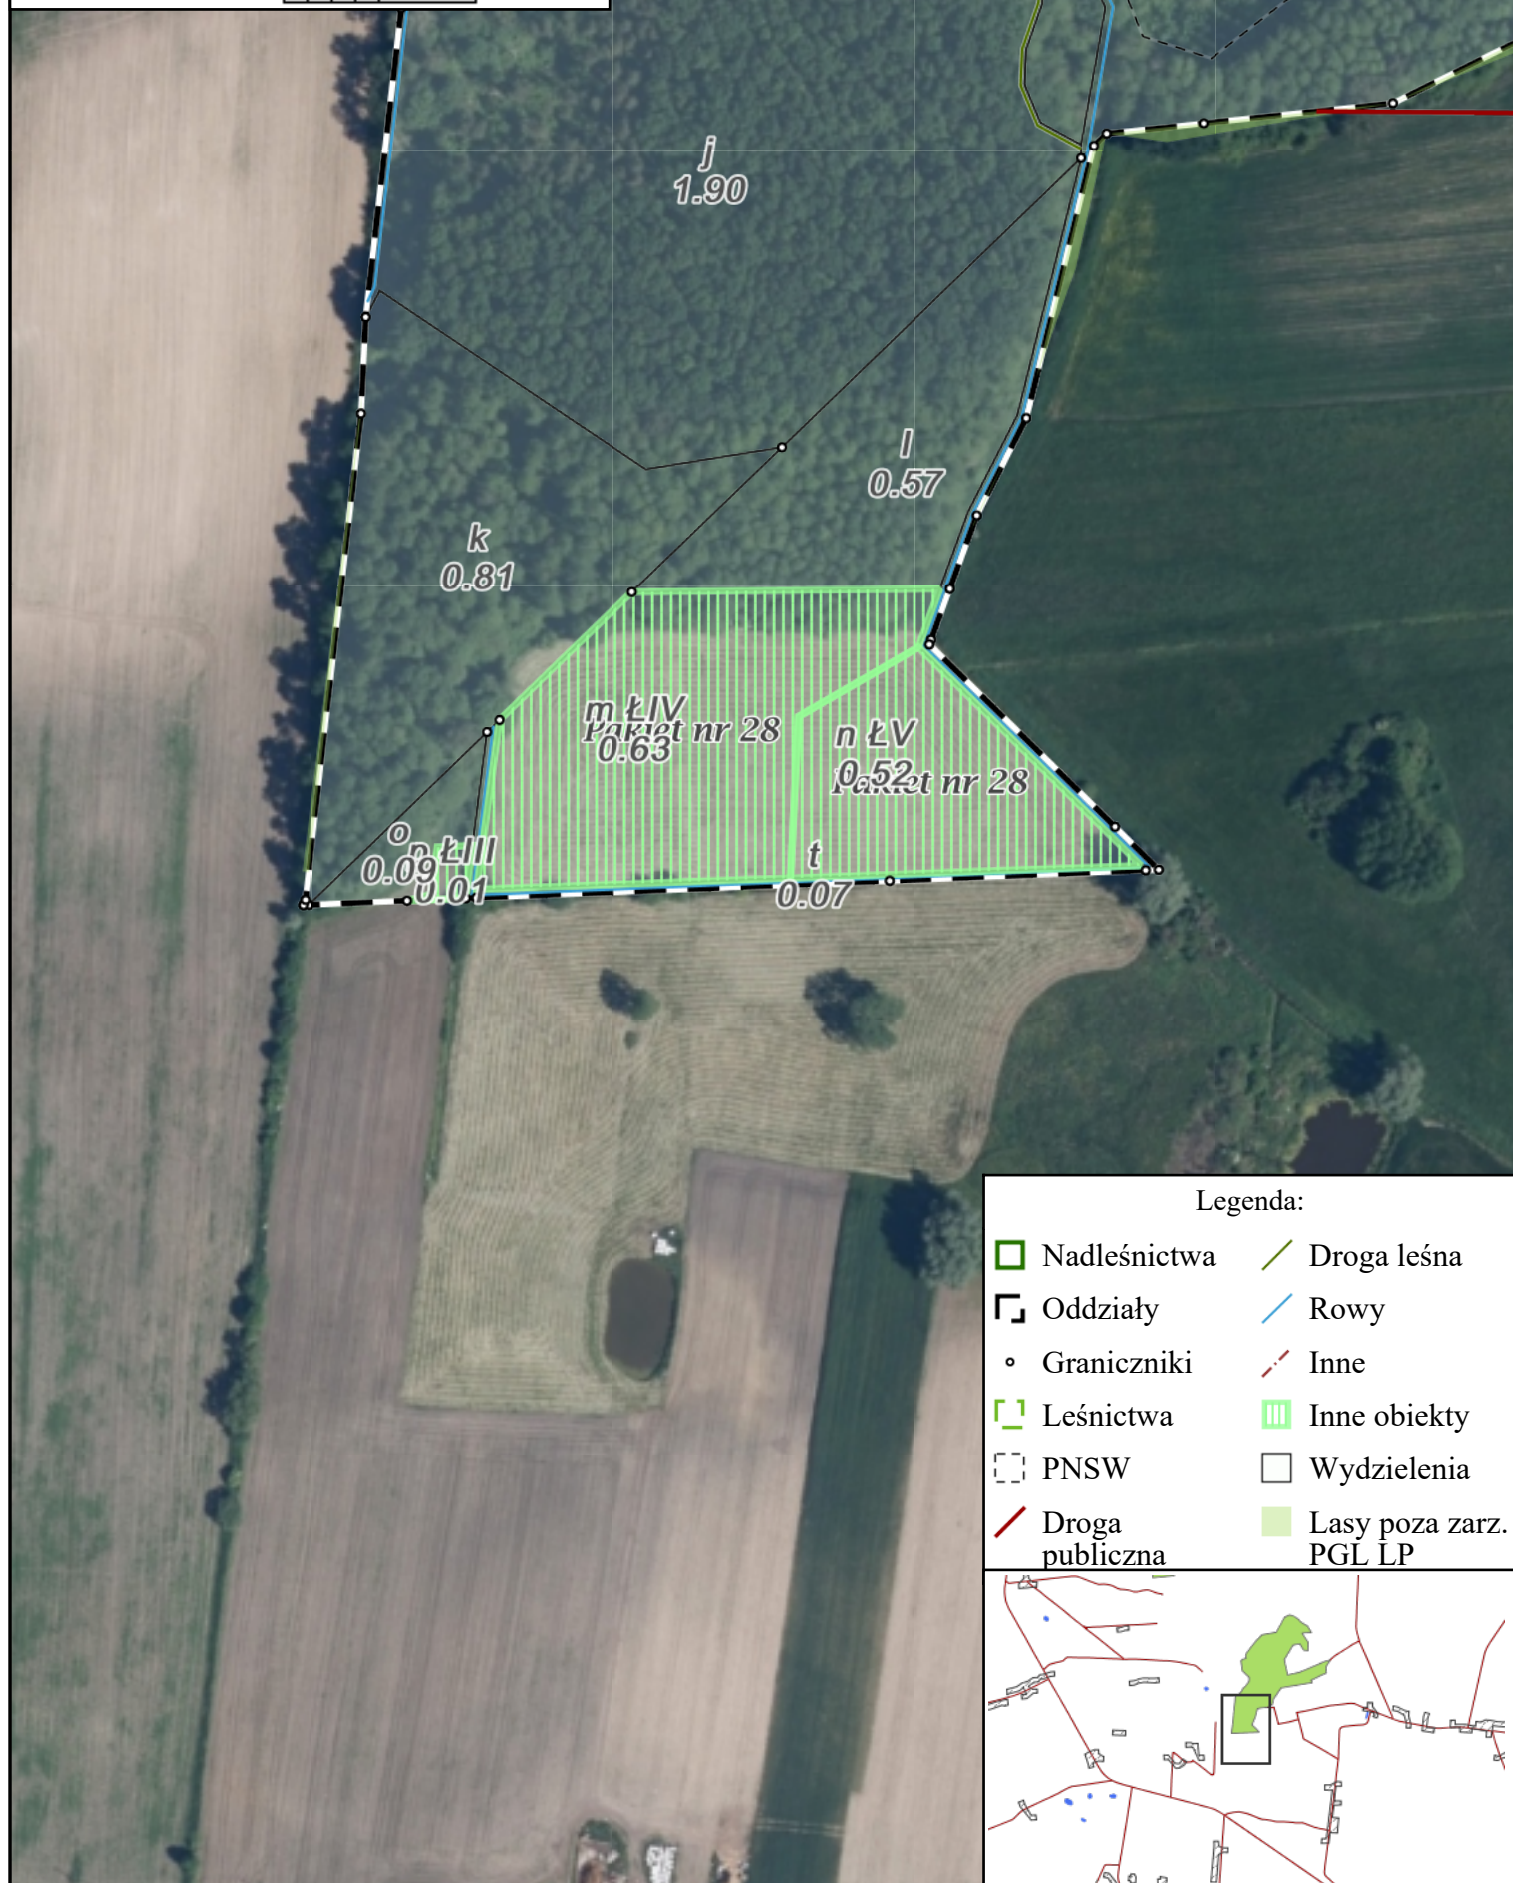 j
1.90
l
0.57
k
0.81
m ŁIV
Pakiet nr 28
0.63
n ŁV
0.52
Pakiet nr 28
o
0.09
p ŁIII
0.01
t
0.07
Legenda:
Nadleśnictwa
Droga leśna
Oddziały
Rowy
Graniczniki
Inne
Leśnictwa
Inne obiekty
PNSW
Wydzielenia
Droga
publiczna
Lasy poza zarz.
PGL LP